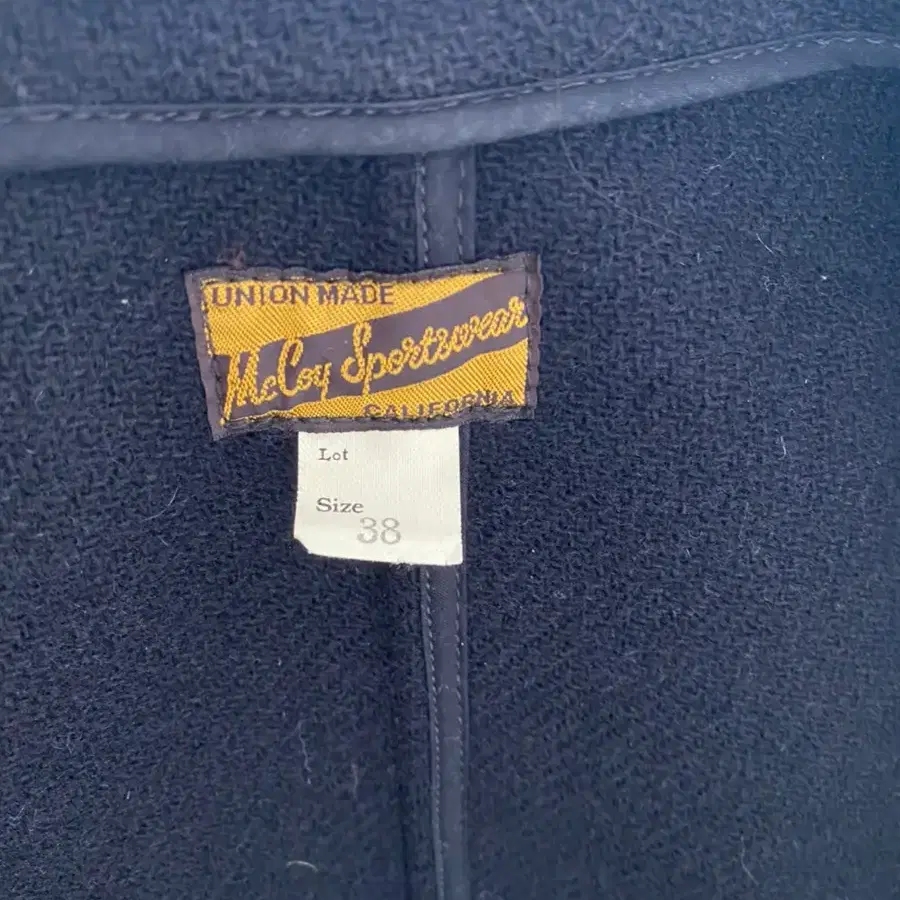 UNION MADE
McCoy Sportswear
CALIFORNIA
Lot
Size
38